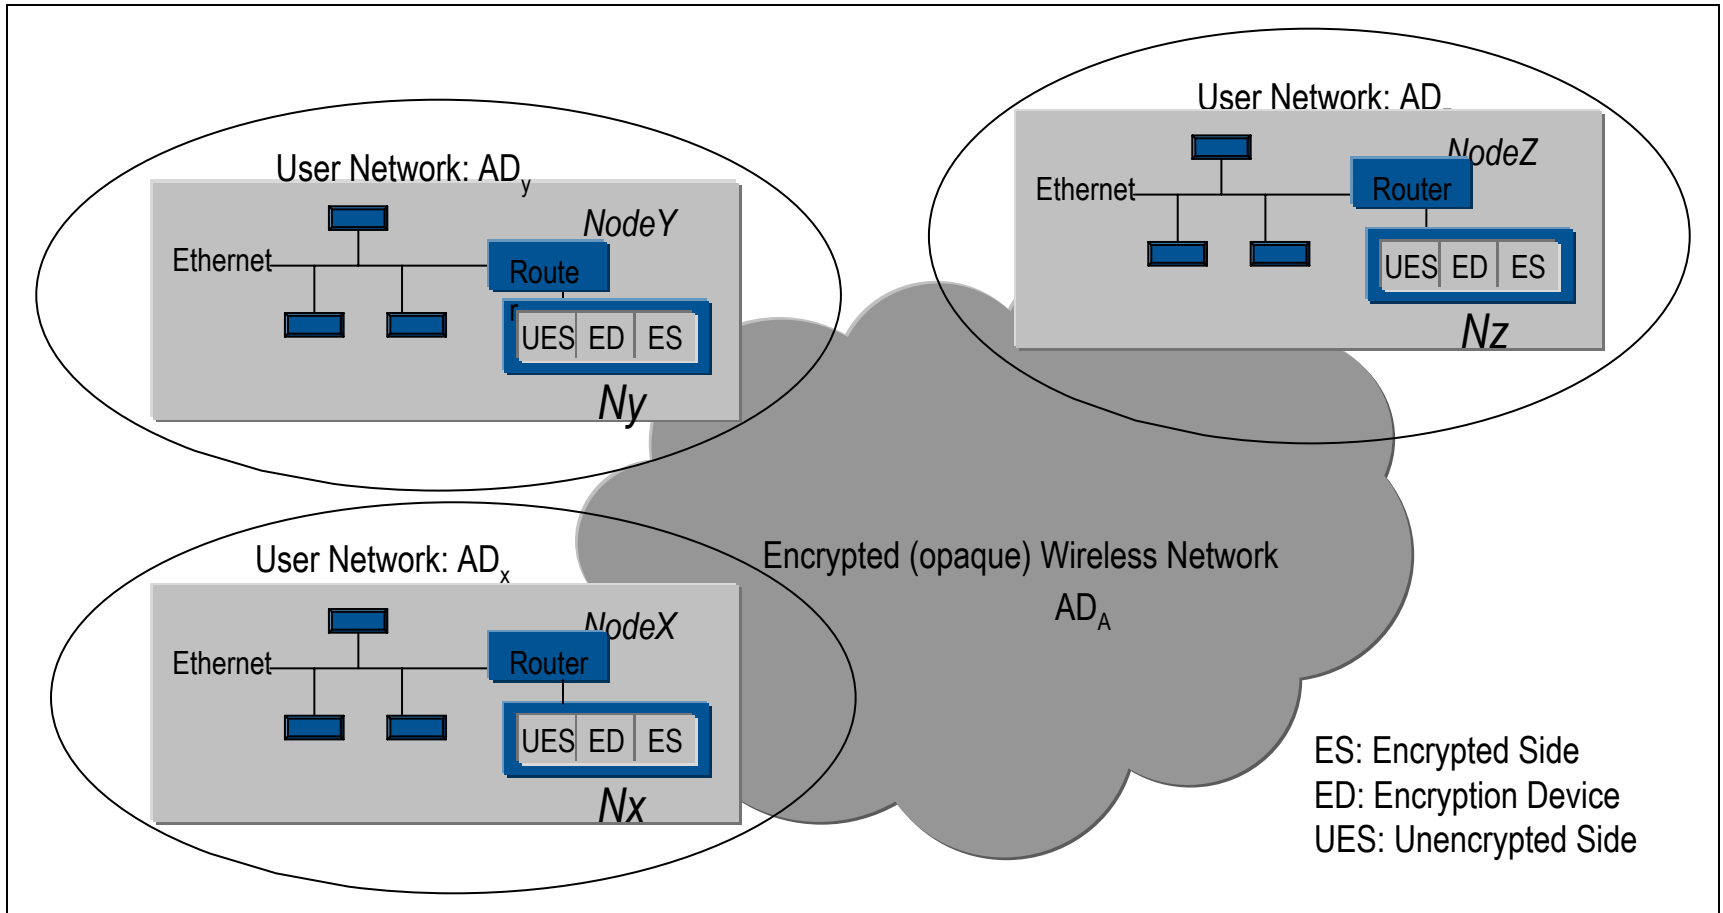 User Network: AD
NodeZ
Ethernet
Router
UES ED ES
Nz
User Network: ADy
NodeY
Ethernet
Route
r
UES ED ES
Ny
Encrypted (opaque) Wireless Network
ADA
User Network: ADx
NodeX
Ethernet
Router
UES ED ES
Nx
ES: Encrypted Side
ED: Encryption Device
UES: Unencrypted Side